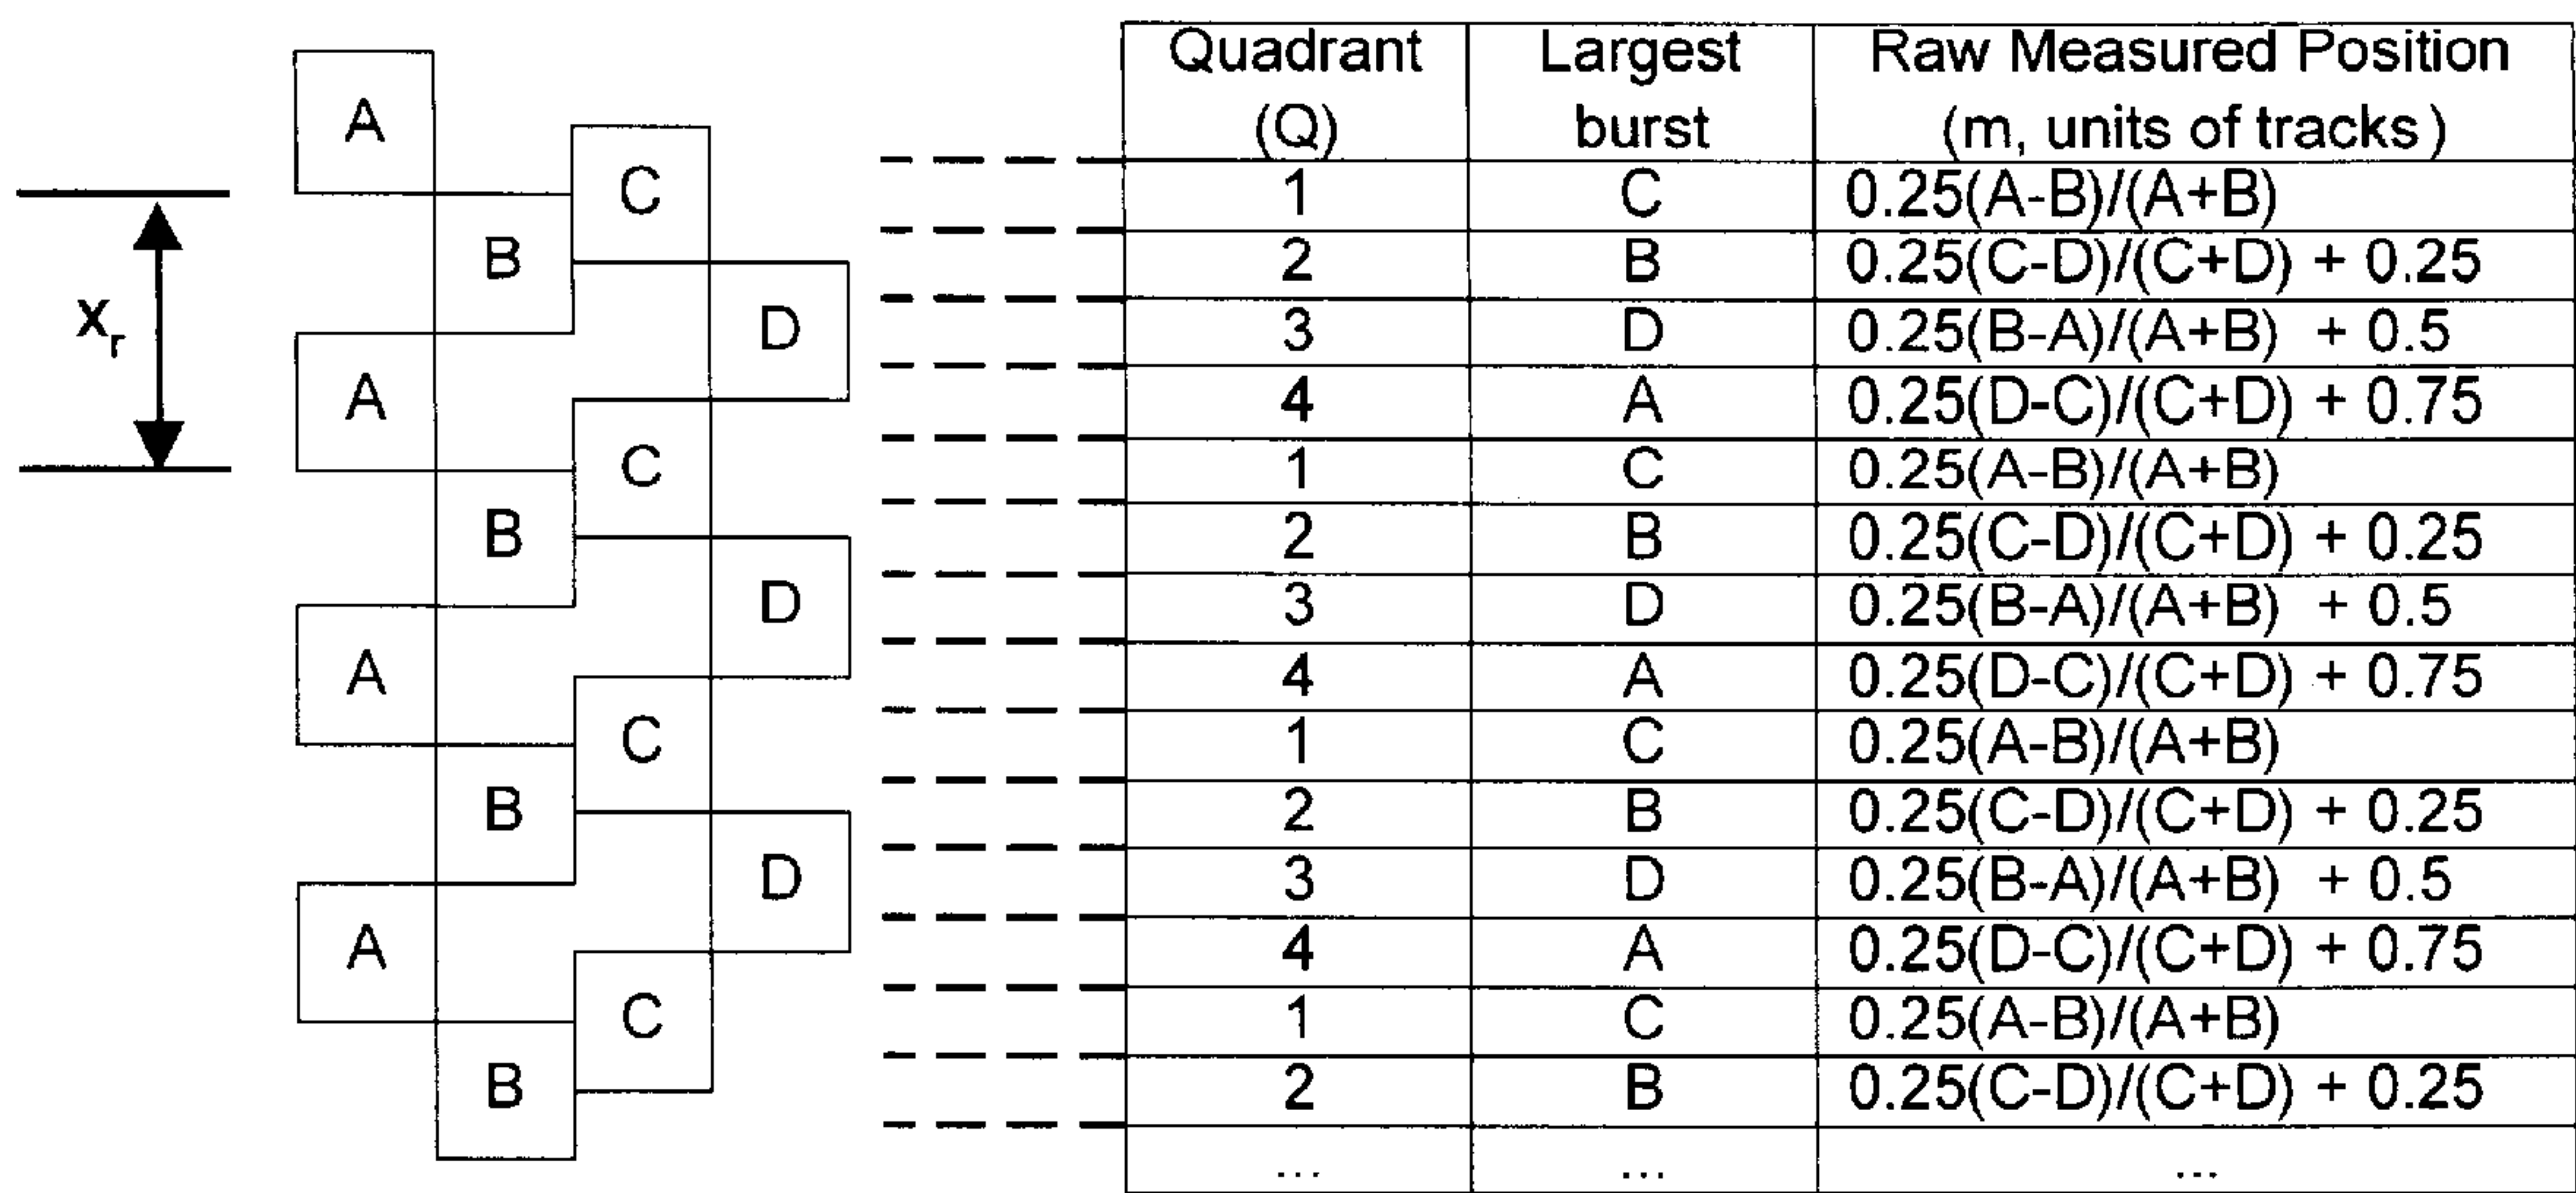 A
C
B
x_r
D
A
C
B
D
A
C
B
D
A
C
B
Quadrant (Q) Largest burst Raw Measured Position (m, units of tracks)
1 C 0.25(A-B)/(A+B)
2 B 0.25(C-D)/(C+D) + 0.25
3 D 0.25(B-A)/(A+B) + 0.5
4 A 0.25(D-C)/(C+D) + 0.75
1 C 0.25(A-B)/(A+B)
2 B 0.25(C-D)/(C+D) + 0.25
3 D 0.25(B-A)/(A+B) + 0.5
4 A 0.25(D-C)/(C+D) + 0.75
1 C 0.25(A-B)/(A+B)
2 B 0.25(C-D)/(C+D) + 0.25
3 D 0.25(B-A)/(A+B) + 0.5
4 A 0.25(D-C)/(C+D) + 0.75
1 C 0.25(A-B)/(A+B)
2 B 0.25(C-D)/(C+D) + 0.25
... ... ...